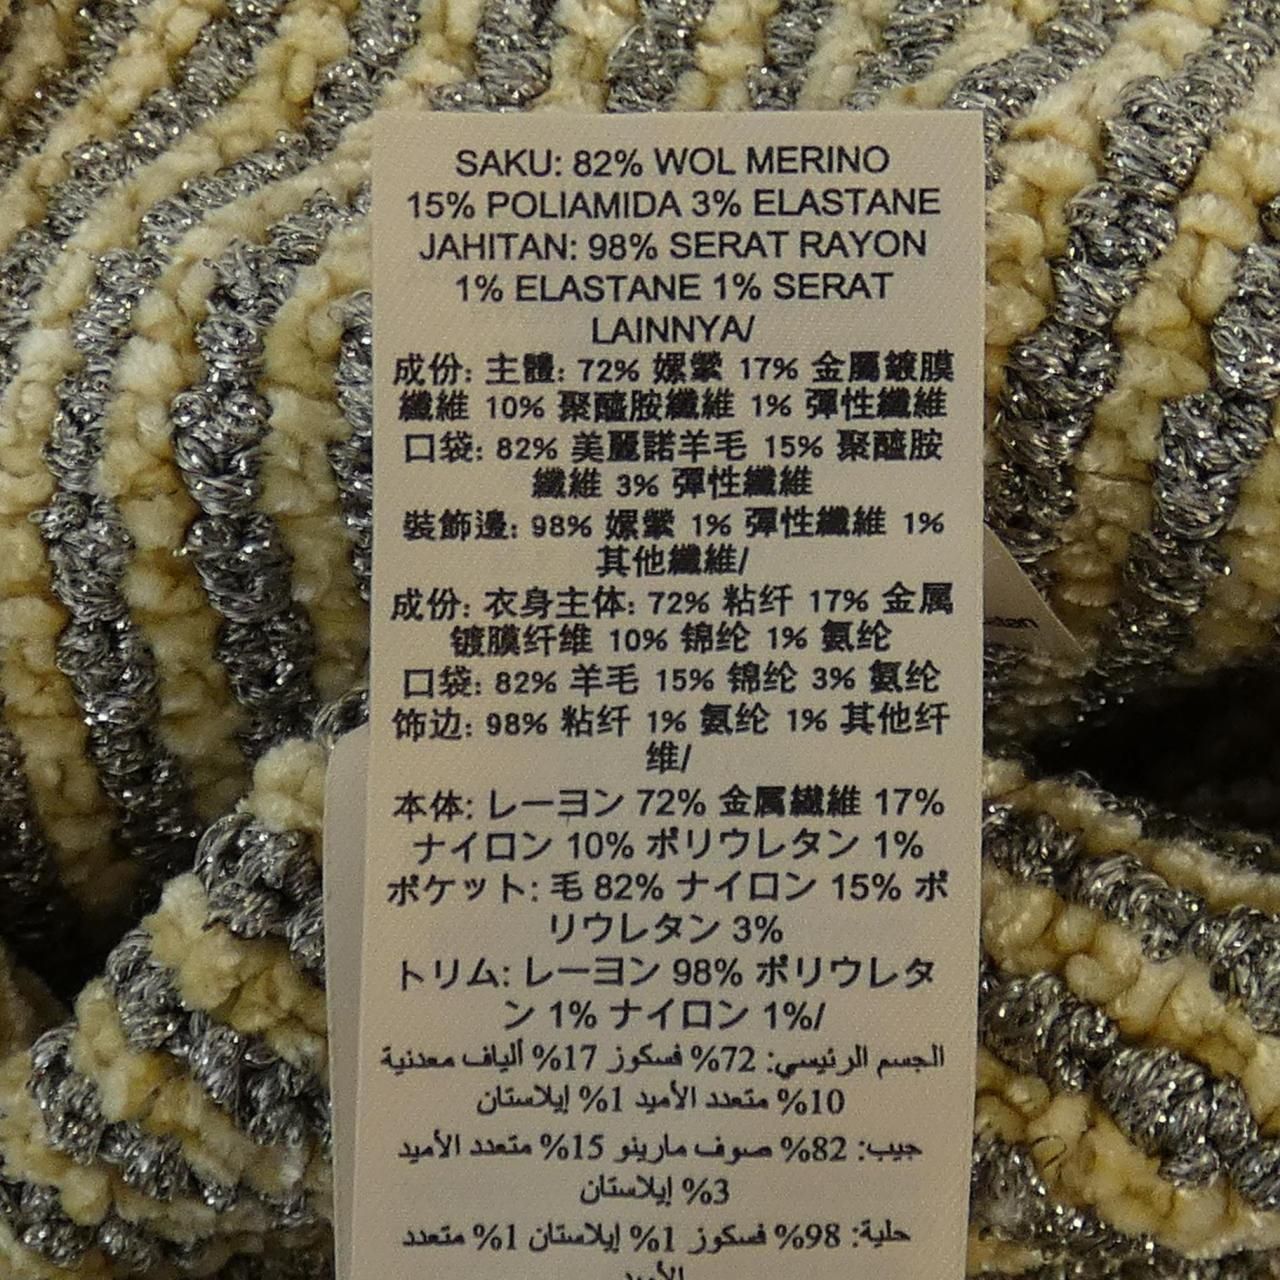 SAKU: 82% WOL MERINO
15% POLIAMIDA 3% ELASTANE
JAHITAN: 98% SERAT RAYON
1% ELASTANE 1% SERAT
LAINNYA/
成份: 主體: 72% 嫘縈 17% 金屬鍍膜
纖維 10% 聚醯胺纖維 1% 彈性纖維
口袋: 82% 美麗諾羊毛 15% 聚醯胺
纖維 3% 彈性纖維
裝飾邊: 98% 嫘縈 1% 彈性纖維 1%
其他纖維/
成份: 衣身主体: 72% 粘纤 17% 金属
镀膜纤维 10% 锦纶 1% 氨纶
口袋: 82% 羊毛 15% 锦纶 3% 氨纶
饰边: 98% 粘纤 1% 氨纶 1% 其他纤
维/
本体: レーヨン 72% 金属繊維 17%
ナイロン 10% ポリウレタン 1%
ポケット: 毛 82% ナイロン 15% ポ
リウレタン 3%
トリム: レーヨン 98% ポリウレタ
ン 1% ナイロン 1%/
الجسم الرئيسي: 72% فسكوز 17% ألياف معدنية
10% متعدد الأميد 1% إيلاستان
جيب: 82% صوف مارينو 15% متعدد الأميد
3% إيلاستان
حلية: 98% فسكوز 1% إيلاستان 1% متعدد
الأميد